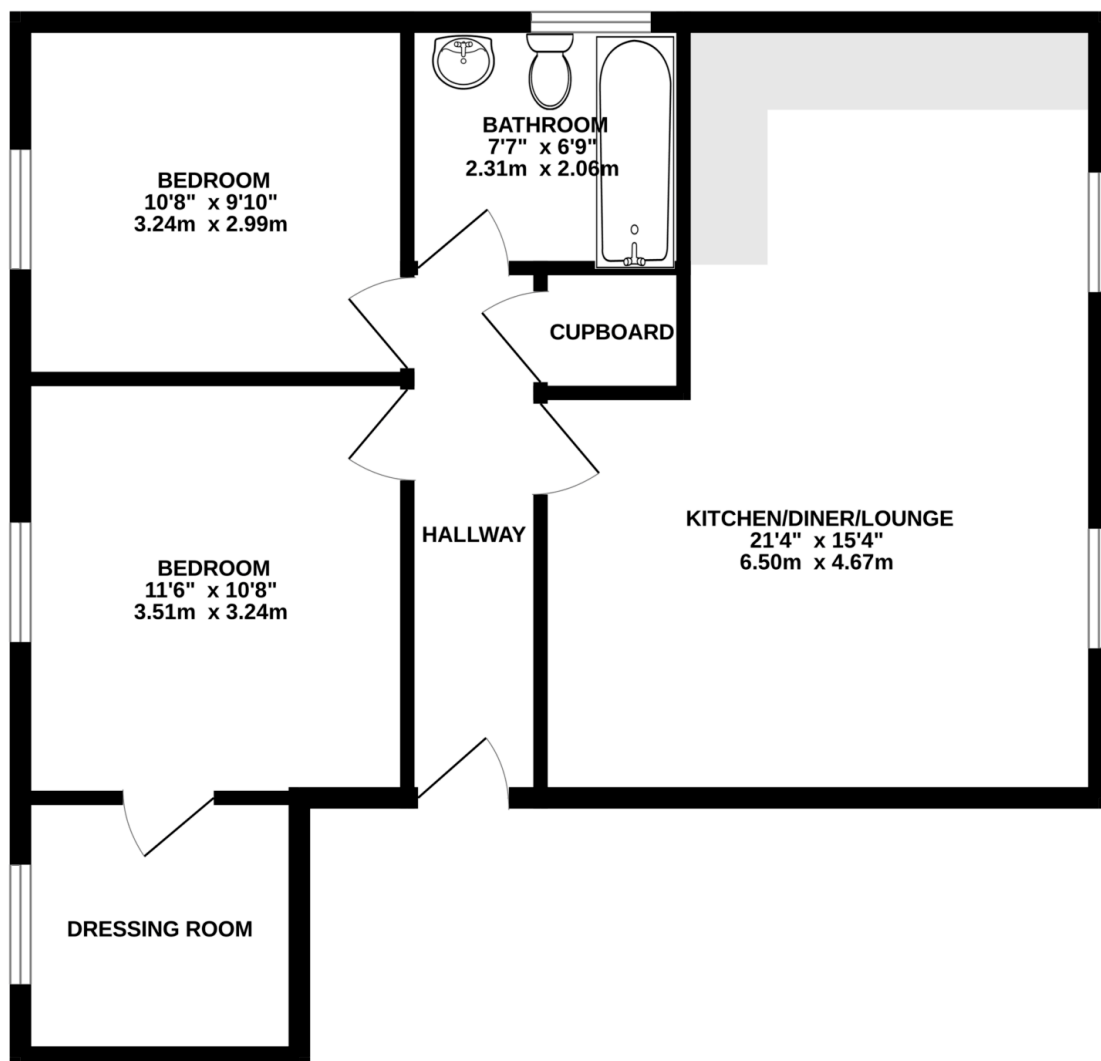 BATHROOM
7'7" x 6'9"
2.31m x 2.06m
BEDROOM
10'8" x 9'10"
3.24m x 2.99m
CUPBOARD
HALLWAY
KITCHEN/DINER/LOUNGE
21'4" x 15'4"
6.50m x 4.67m
BEDROOM
11'6" x 10'8"
3.51m x 3.24m
DRESSING ROOM